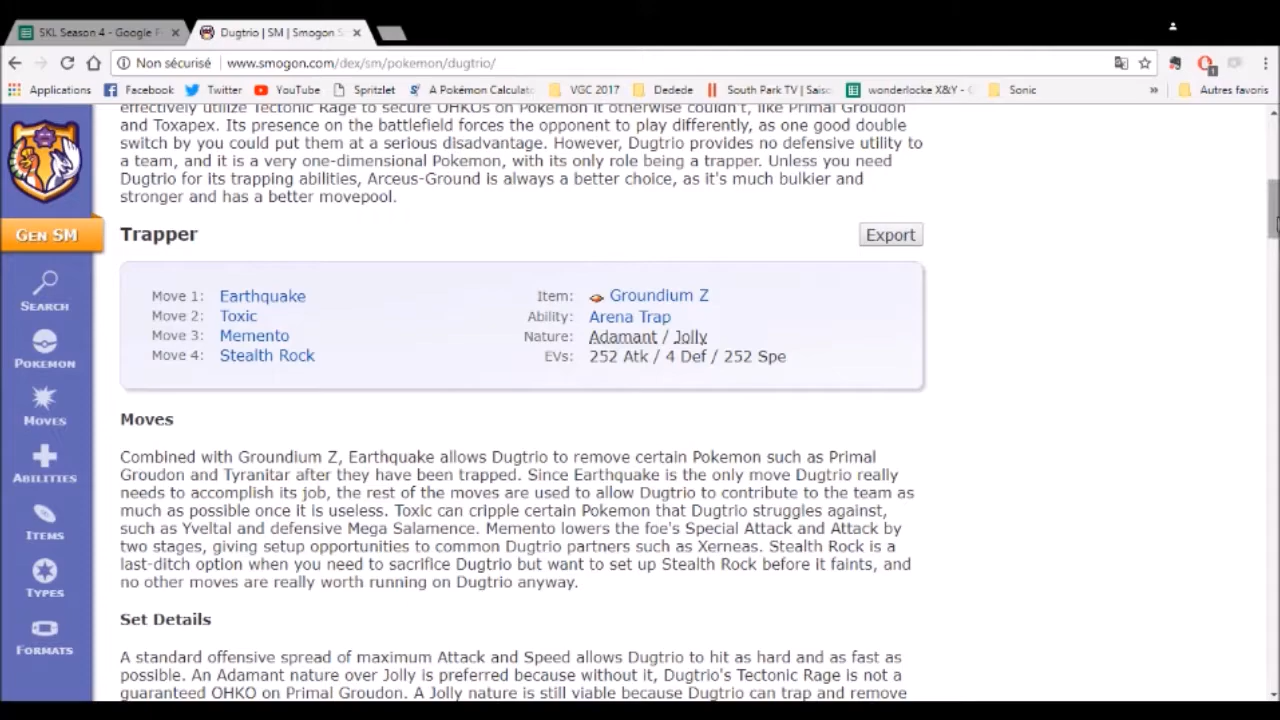 SKL Season 4 - Google F
Dugtrio | SM | Smogon S
Non sécurisé
www.smogon.com/dex/sm/pokemon/dugtrio/
Applications
Facebook
Twitter
YouTube
Spritzlet
A Pokémon Calculat
VGC 2017
Dedede
South Park TV | Saiso
wonderlocke X&Y -
Sonic
»
Autres favoris
effectively utilize Tectonic Rage to secure OHKOs on Pokemon it otherwise couldn't, like Primal Groudon
and Toxapex. Its presence on the battlefield forces the opponent to play differently, as one good double
switch by you could put them at a serious disadvantage. However, Dugtrio provides no defensive utility to
a team, and it is a very one-dimensional Pokemon, with its only role being a trapper. Unless you need
Dugtrio for its trapping abilities, Arceus-Ground is always a better choice, as it's much bulkier and
stronger and has a better movepool.
GEN SM
SEARCH
POKEMON
MOVES
ABILITIES
ITEMS
TYPES
FORMATS
Trapper
Export
Move 1: Earthquake
Move 2: Toxic
Move 3: Memento
Move 4: Stealth Rock
Item: Groundium Z
Ability: Arena Trap
Nature: Adamant / Jolly
EVs: 252 Atk / 4 Def / 252 Spe
Moves
Combined with Groundium Z, Earthquake allows Dugtrio to remove certain Pokemon such as Primal
Groudon and Tyranitar after they have been trapped. Since Earthquake is the only move Dugtrio really
needs to accomplish its job, the rest of the moves are used to allow Dugtrio to contribute to the team as
much as possible once it is useless. Toxic can cripple certain Pokemon that Dugtrio struggles against,
such as Yveltal and defensive Mega Salamence. Memento lowers the foe's Special Attack and Attack by
two stages, giving setup opportunities to common Dugtrio partners such as Xerneas. Stealth Rock is a
last-ditch option when you need to sacrifice Dugtrio but want to set up Stealth Rock before it faints, and
no other moves are really worth running on Dugtrio anyway.
Set Details
A standard offensive spread of maximum Attack and Speed allows Dugtrio to hit as hard and as fast as
possible. An Adamant nature over Jolly is preferred because without it, Dugtrio's Tectonic Rage is not a
guaranteed OHKO on Primal Groudon. A Jolly nature is still viable because Dugtrio can trap and remove